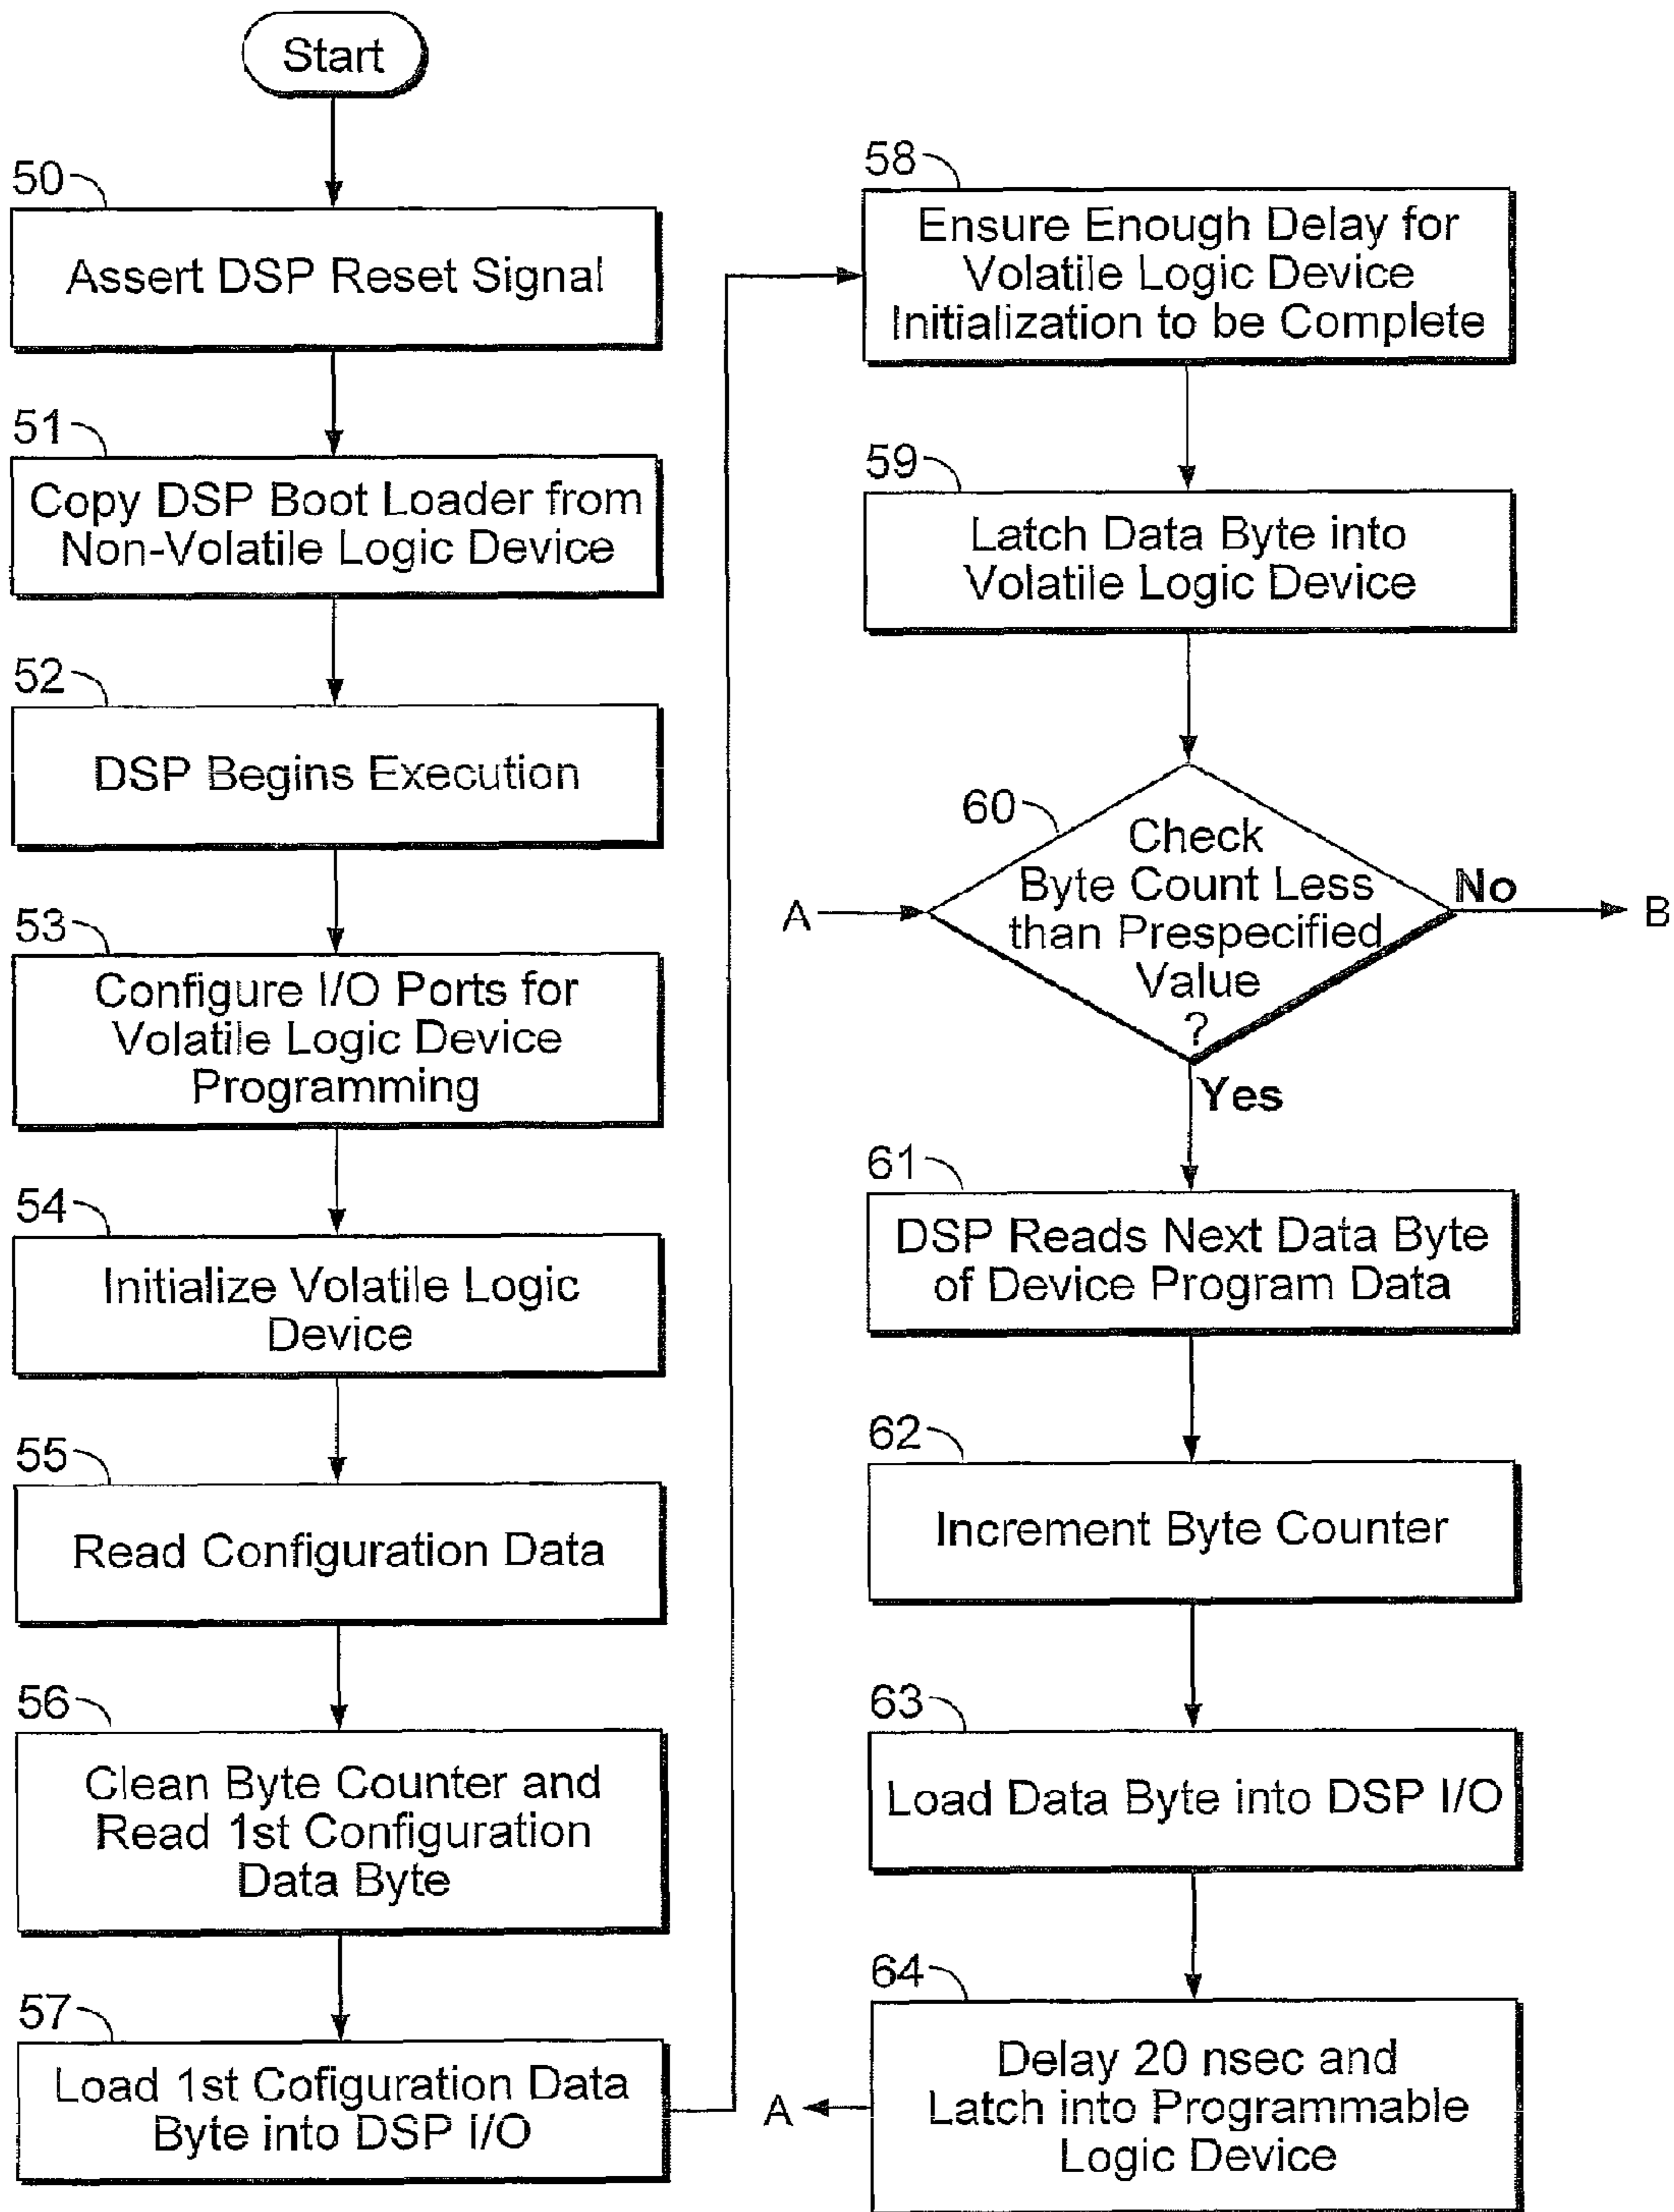 Start
50
Assert DSP Reset Signal
51
Copy DSP Boot Loader from
Non-Volatile Logic Device
52
DSP Begins Execution
53
Configure I/O Ports for
Volatile Logic Device
Programming
54
Initialize Volatile Logic
Device
55
Read Configuration Data
56
Clean Byte Counter and
Read 1st Configuration
Data Byte
57
Load 1st Cofiguration Data
Byte into DSP I/O
58
Ensure Enough Delay for
Volatile Logic Device
Initialization to be Complete
59
Latch Data Byte into
Volatile Logic Device
60
Check
Byte Count Less
than Prespecified
Value
?
A
No
B
Yes
61
DSP Reads Next Data Byte
of Device Program Data
62
Increment Byte Counter
63
Load Data Byte into DSP I/O
64
Delay 20 nsec and
Latch into Programmable
Logic Device
A